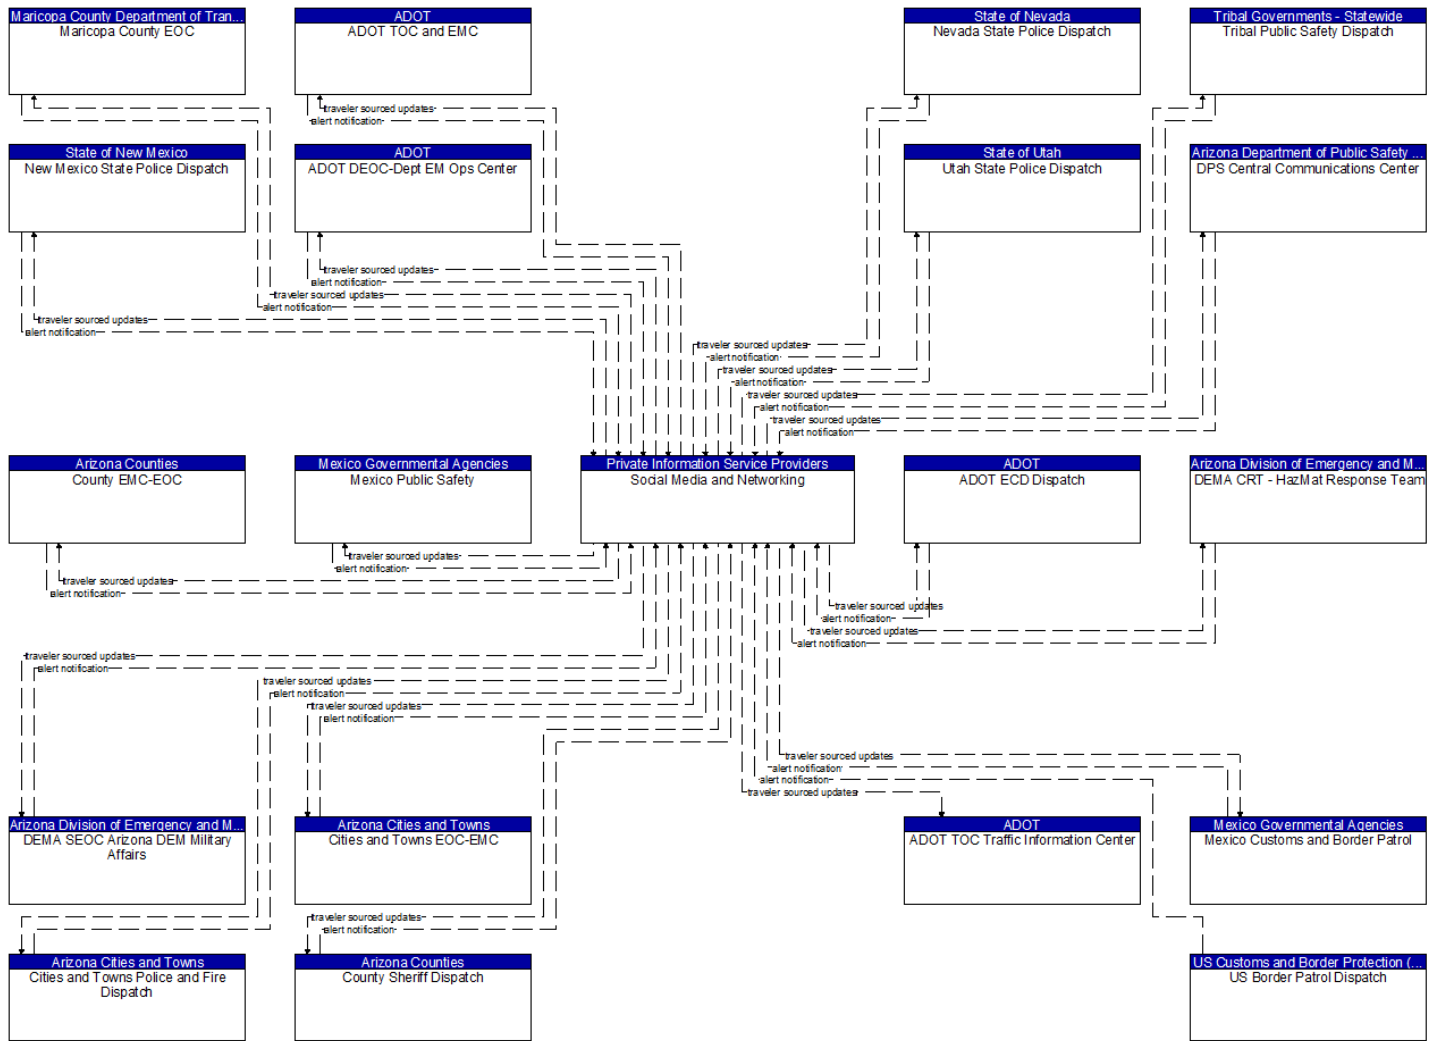 Maricopa County Department of Tran...
Maricopa County EOC
ADOT
ADOT TOC and EMC
State of Nevada
Nevada State Police Dispatch
Tribal Governments - Statewide
Tribal Public Safety Dispatch
traveler sourced updates
alert notification
State of New Mexico
New Mexico State Police Dispatch
ADOT
ADOT DEOC-Dept EM Ops Center
State of Utah
Utah State Police Dispatch
Arizona Department of Public Safety ...
DPS Central Communications Center
traveler sourced updates
alert notification
traveler sourced updates
alert notification
traveler sourced updates
alert notification
traveler sourced updates
alert notification
traveler sourced updates
alert notification
traveler sourced updates
alert notification
traveler sourced updates
alert notification
Arizona Counties
County EMC-EOC
Mexico Governmental Agencies
Mexico Public Safety
Private Information Service Providers
Social Media and Networking
ADOT
ADOT ECD Dispatch
Arizona Division of Emergency and M...
DEMA CRT - HazMat Response Team
traveler sourced updates
alert notification
traveler sourced updates
alert notification
traveler sourced updates
alert notification
traveler sourced updates
alert notification
traveler sourced updates
alert notification
traveler sourced updates
alert notification
traveler sourced updates
alert notification
traveler sourced updates
alert notification
alert notification
traveler sourced updates
Arizona Division of Emergency and M...
DEMA SEOC Arizona DEM Military
Affairs
Arizona Cities and Towns
Cities and Towns EOC-EMC
ADOT
ADOT TOC Traffic Information Center
Mexico Governmental Agencies
Mexico Customs and Border Patrol
traveler sourced updates
alert notification
Arizona Cities and Towns
Cities and Towns Police and Fire
Dispatch
Arizona Counties
County Sheriff Dispatch
US Customs and Border Protection (...
US Border Patrol Dispatch